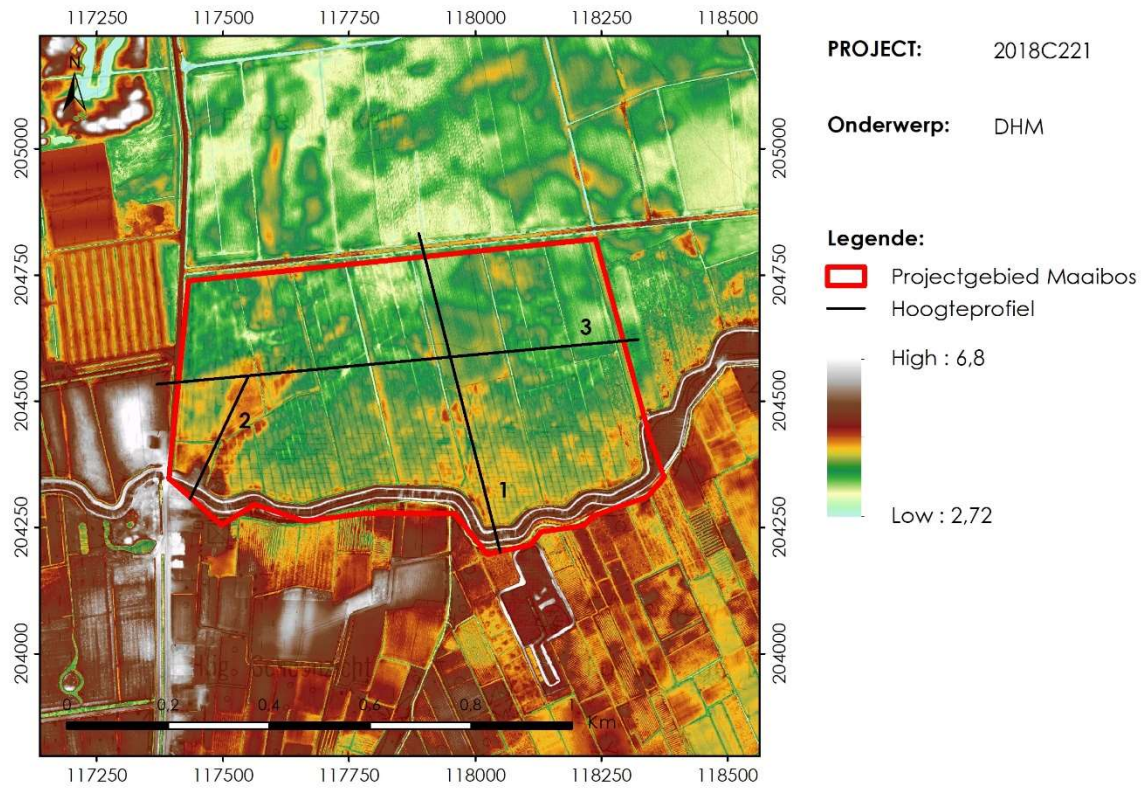 117250 117500 117750 118000 118250 118500
PROJECT: 2018C221
Onderwerp: DHM
Legende:
Projectgebied Maaibos
Hoogteprofiel
High : 6,8
Low : 2,72
N
205000 205000
204750 204750
204500 204500
204250 204250
204000 204000
3
2
1
0 0,2 0,4 0,6 0,8 1
Km
117250 117500 117750 118000 118250 118500